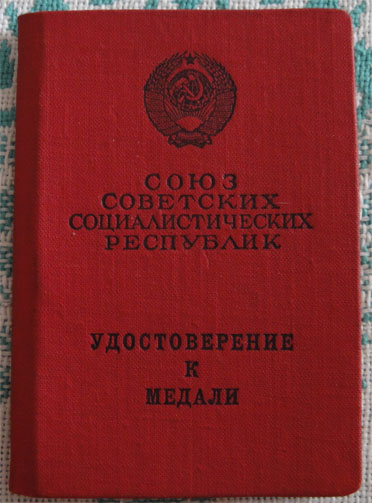 СОЮЗ
СОВЕТСКИХ
СОЦИАЛИСТИЧЕСКИХ
РЕСПУБЛИК
УДОСТОВЕРЕНИЕ
К
МЕДАЛИ